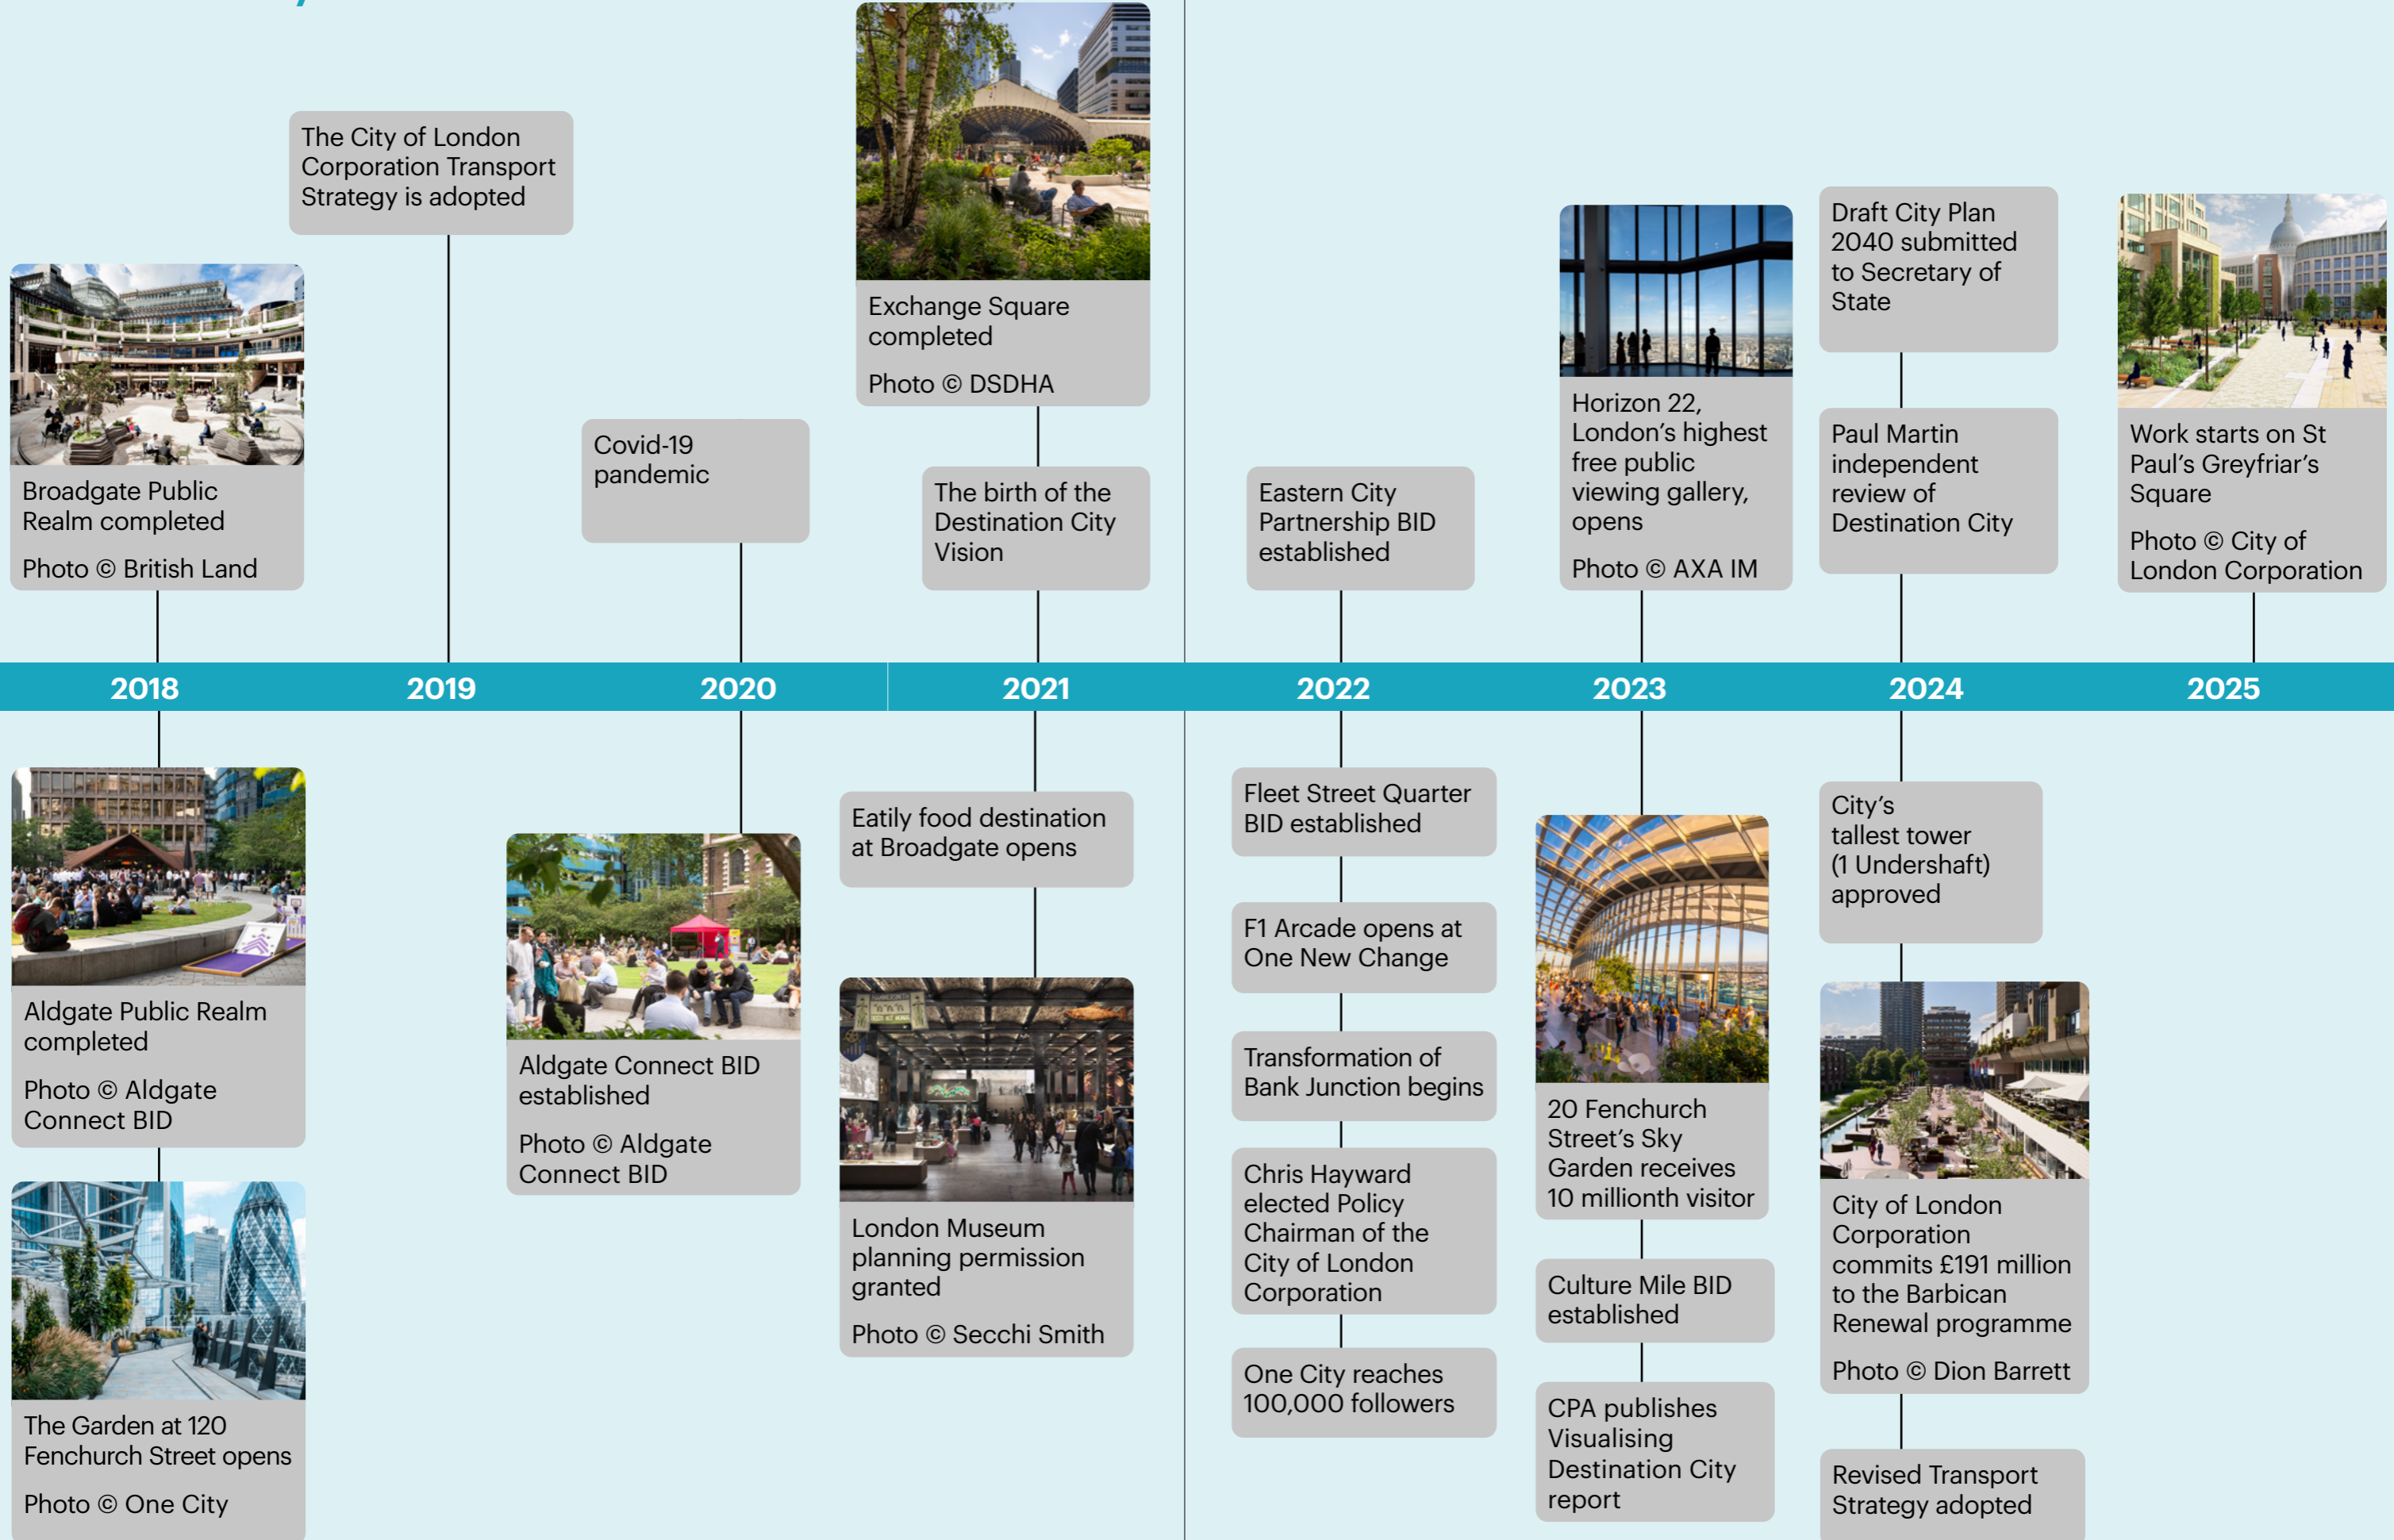 The City of London
Corporation Transport
Strategy is adopted
Broadgate Public
Realm completed
Photo © British Land
Covid-19
pandemic
Exchange Square
completed
Photo © DSDHA
The birth of the
Destination City
Vision
Eastern City
Partnership BID
established
Horizon 22,
London’s highest
free public
viewing gallery,
opens
Photo © AXA IM
Draft City Plan
2040 submitted
to Secretary of
State
Paul Martin
independent
review of
Destination City
Work starts on St
Paul’s Greyfriar’s
Square
Photo © City of
London Corporation
2018 2019 2020 2021 2022 2023 2024 2025
Aldgate Public Realm
completed
Photo © Aldgate
Connect BID
The Garden at 120
Fenchurch Street opens
Photo © One City
Aldgate Connect BID
established
Photo © Aldgate
Connect BID
Eatily food destination
at Broadgate opens
London Museum
planning permission
granted
Photo © Secchi Smith
Fleet Street Quarter
BID established
F1 Arcade opens at
One New Change
Transformation of
Bank Junction begins
Chris Hayward
elected Policy
Chairman of the
City of London
Corporation
One City reaches
100,000 followers
20 Fenchurch
Street’s Sky
Garden receives
10 millionth visitor
Culture Mile BID
established
CPA publishes
Visualising
Destination City
report
City’s
tallest tower
(1 Undershaft)
approved
City of London
Corporation
commits £191 million
to the Barbican
Renewal programme
Photo © Dion Barrett
Revised Transport
Strategy adopted